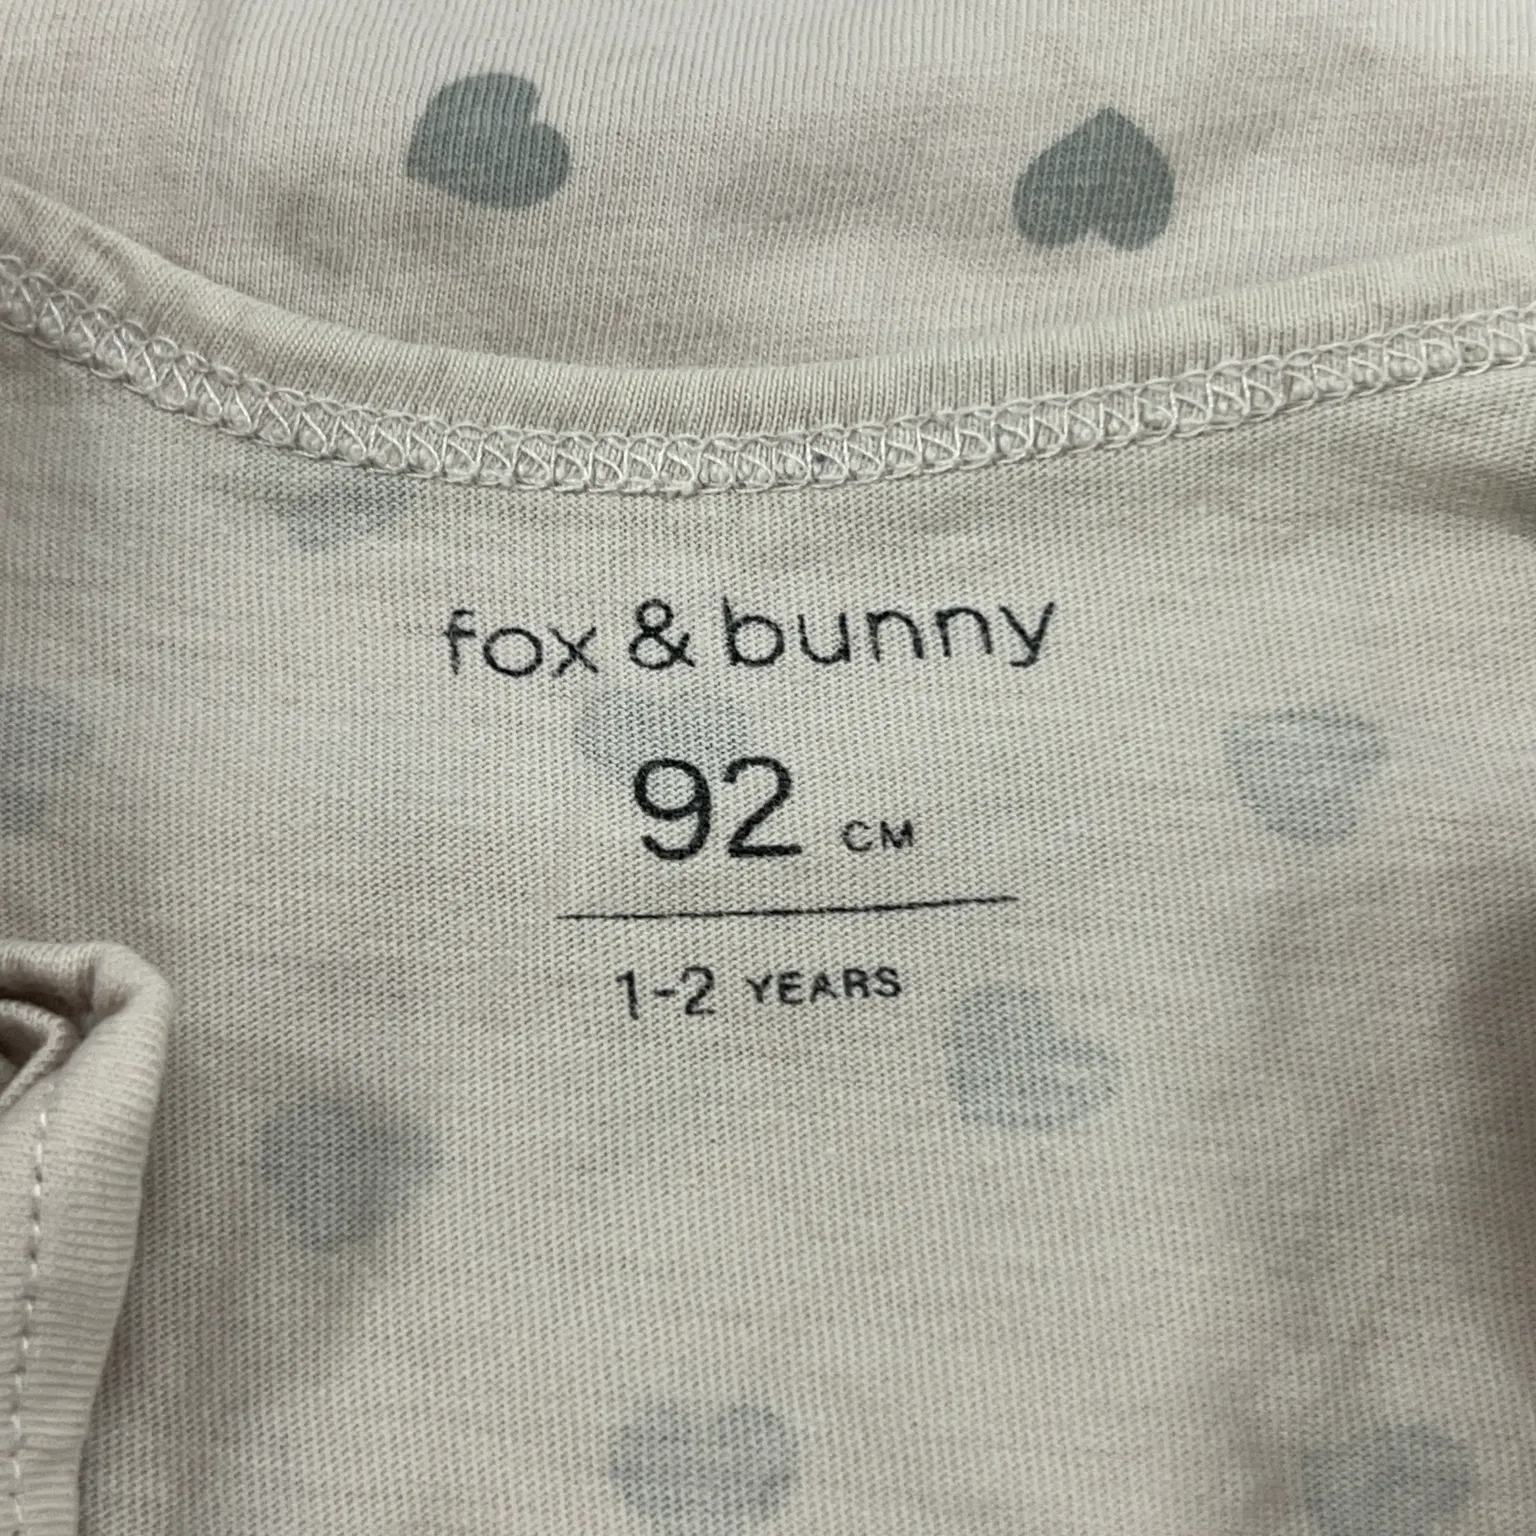 fox & bunny
92 CM
1-2 YEARS